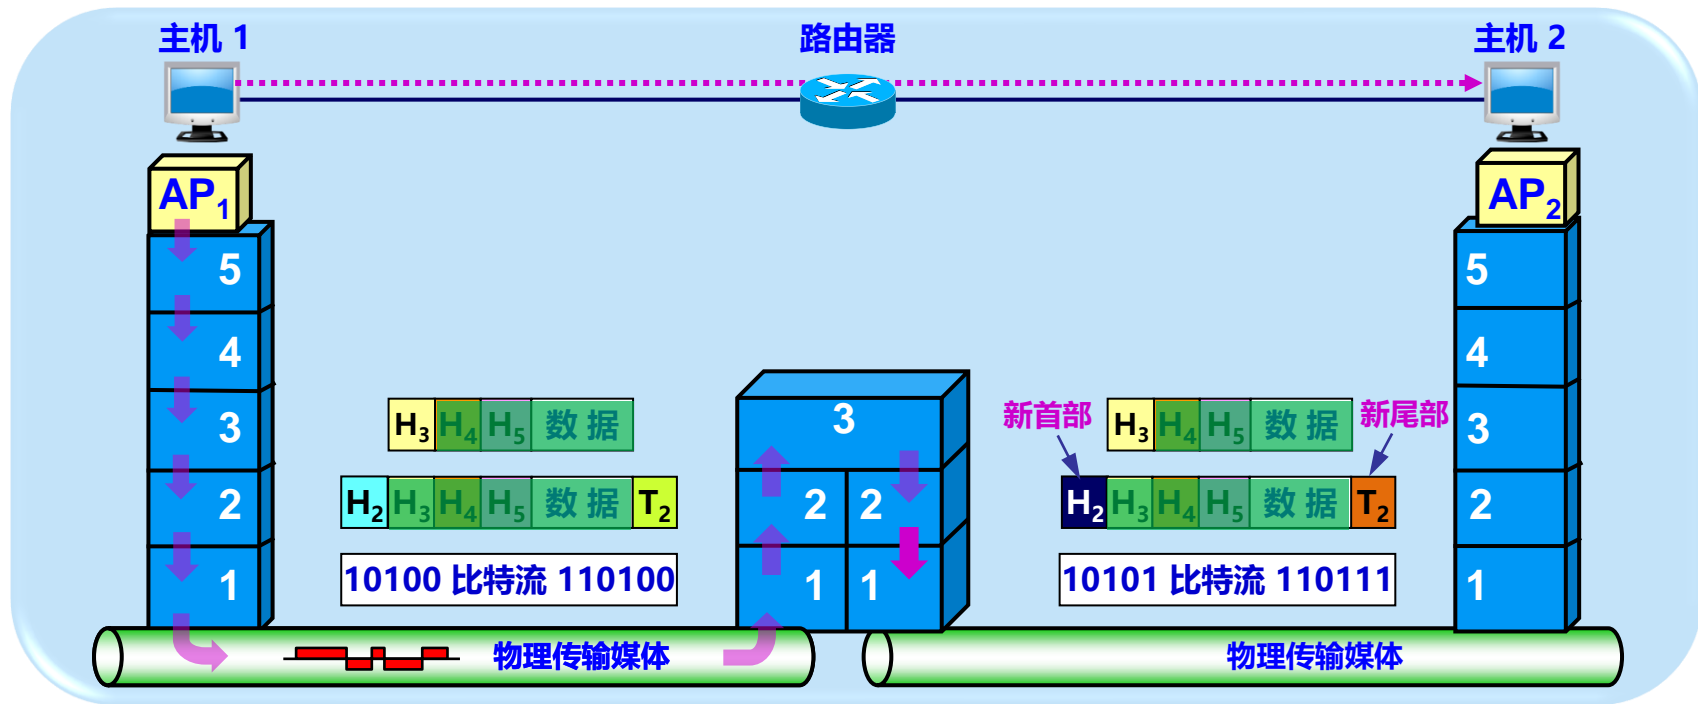 主机 1
路由器
主机 2
AP1
AP2
5
5
4
4
3
H3 H4 H5 数 据
3
新首部
H3 H4 H5 数 据
新尾部
3
2
H2 H3 H4 H5 数 据 T2
2 2
H2 H3 H4 H5 数 据 T2
2
1
10100 比特流 110100
1 1
10101 比特流 110111
1
物理传输媒体
物理传输媒体